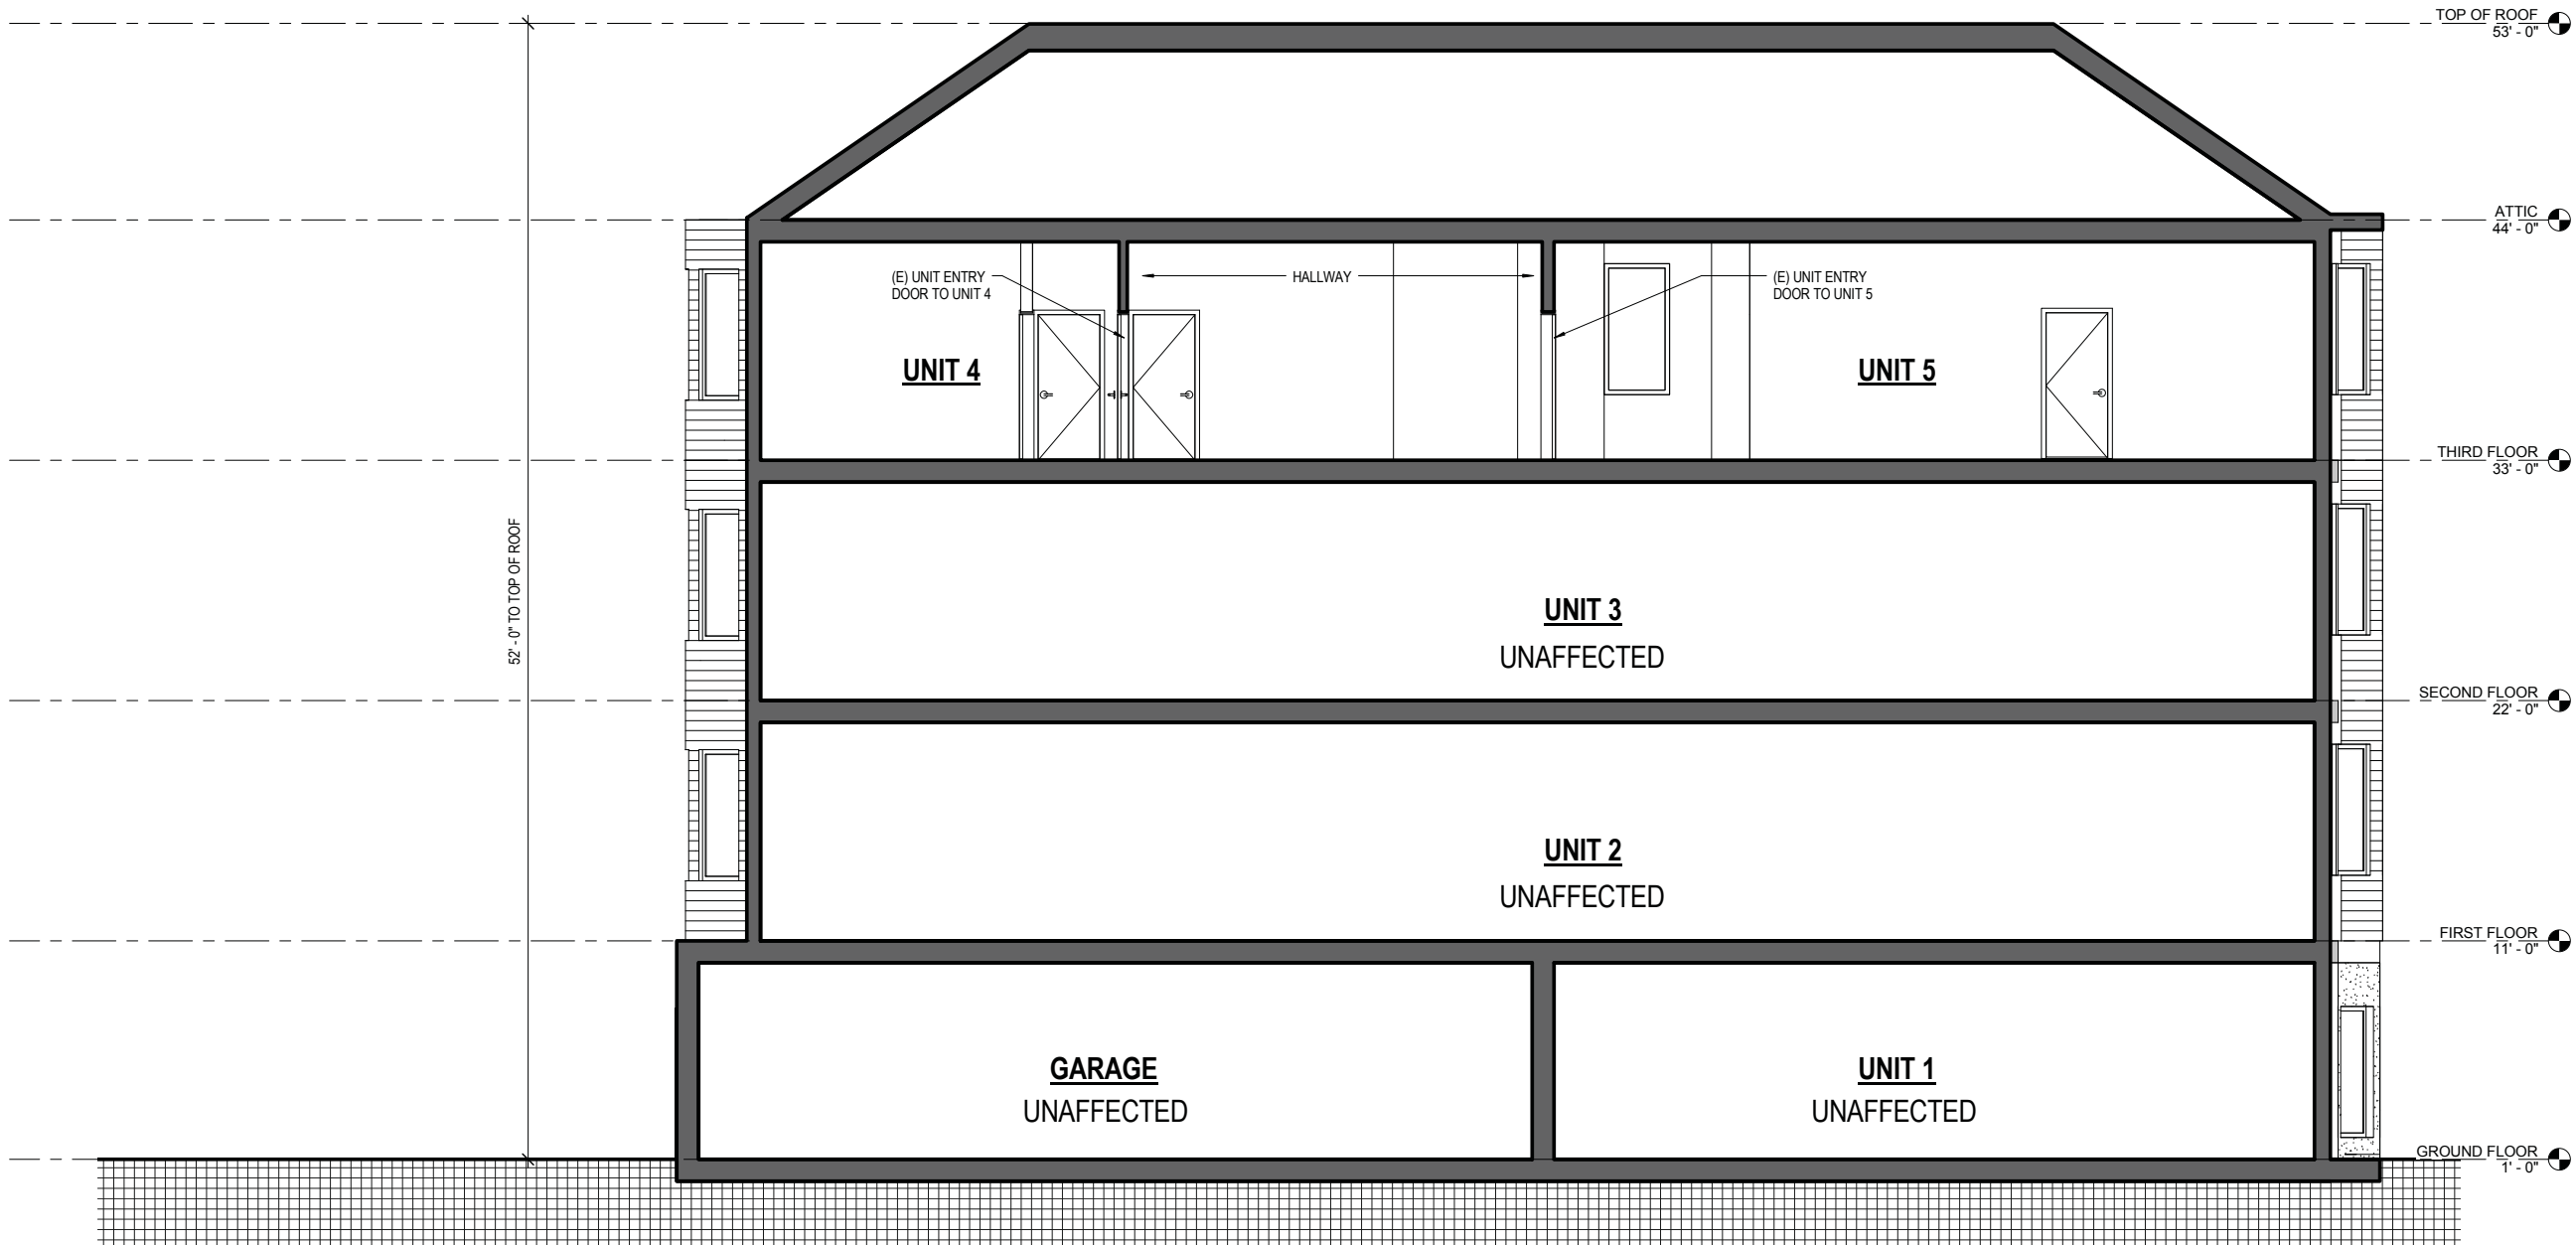 TOP OF ROOF
53' - 0"
ATTIC
44' - 0"
(E) UNIT ENTRY
DOOR TO UNIT 4
HALLWAY
(E) UNIT ENTRY
DOOR TO UNIT 5
UNIT 4
UNIT 5
THIRD FLOOR
33' - 0"
52' - 0" TO TOP OF ROOF
UNIT 3
UNAFFECTED
SECOND FLOOR
22' - 0"
UNIT 2
UNAFFECTED
FIRST FLOOR
11' - 0"
GARAGE
UNAFFECTED
UNIT 1
UNAFFECTED
GROUND FLOOR
1' - 0"